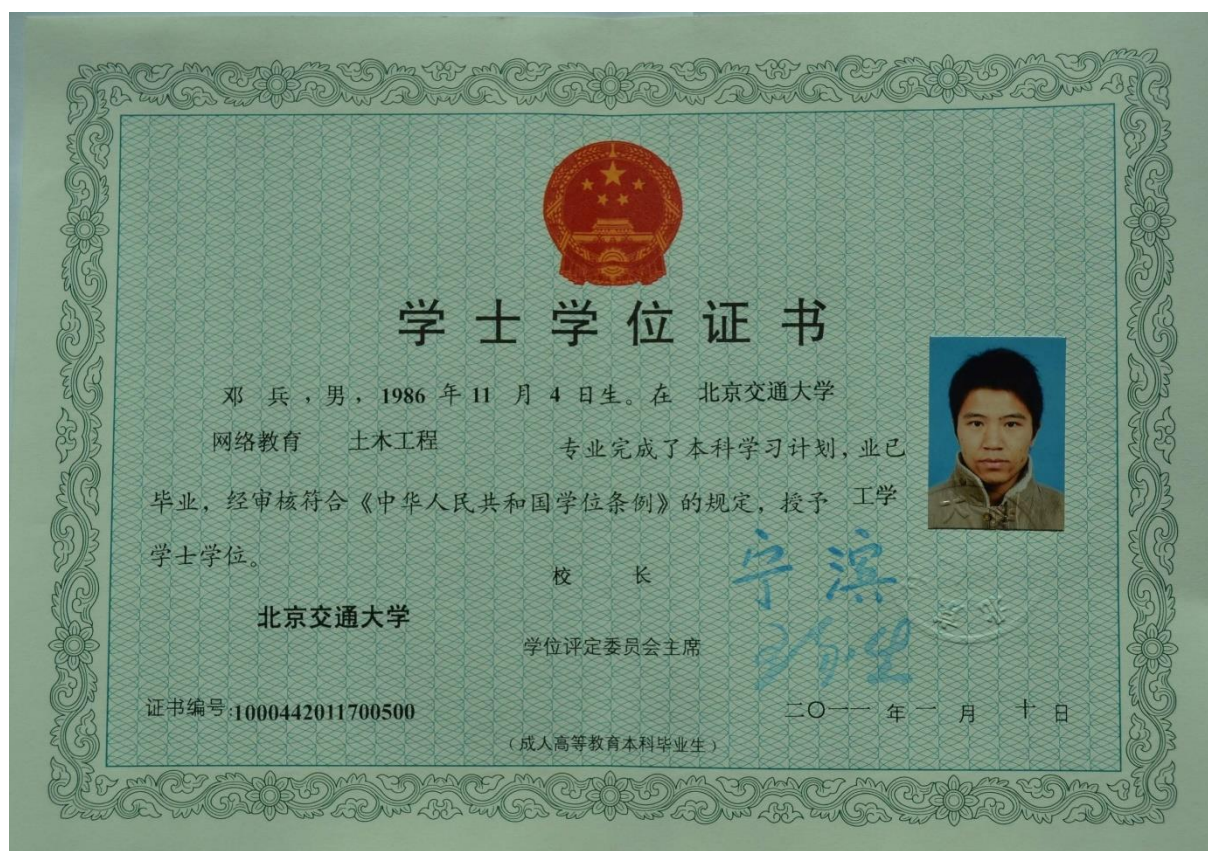 学士学位证书
邓 兵，男，1986 年 11 月 4 日生。在 北京交通大学
网络教育 土木工程 专业完成了本科学习计划，业已
毕业，经审核符合《中华人民共和国学位条例》的规定，授予 工学
学士学位。
校 长 宁滨
北京交通大学
学位评定委员会主席
证书编号:1000442011700500
二〇一一 年 一 月 十 日
（成人高等教育本科毕业生）